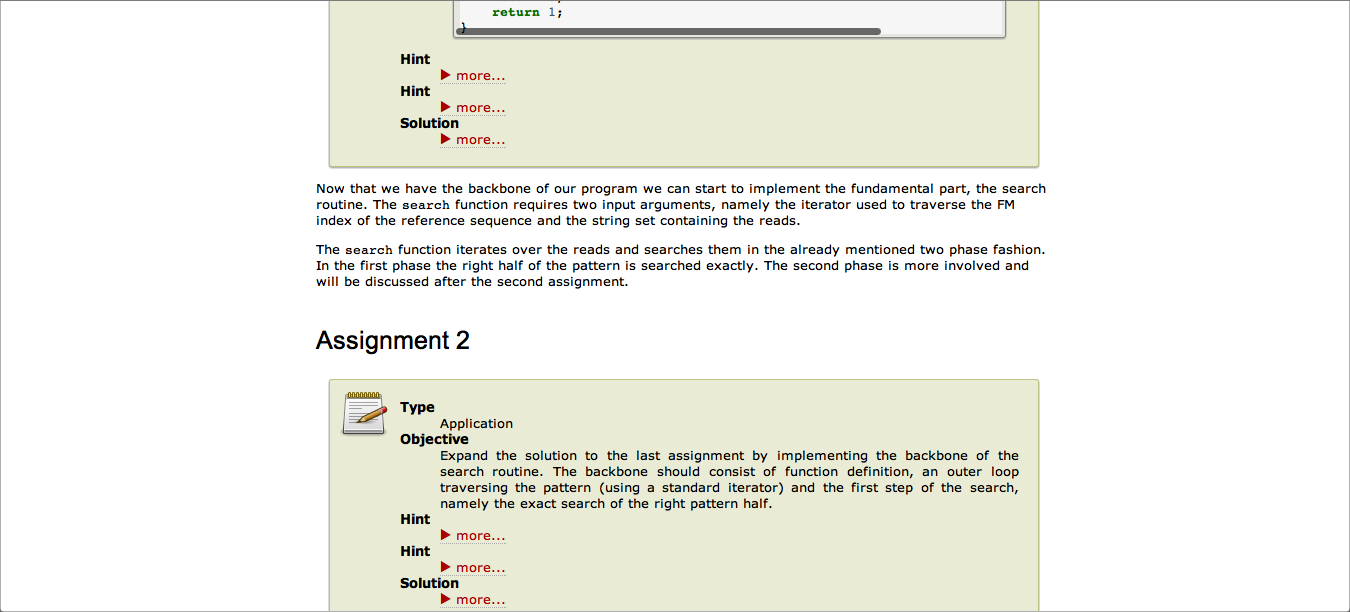 return 1;
}
Hint
more...
Hint
more...
Solution
more...
Now that we have the backbone of our program we can start to implement the fundamental part, the search
routine. The search function requires two input arguments, namely the iterator used to traverse the FM
index of the reference sequence and the string set containing the reads.
The search function iterates over the reads and searches them in the already mentioned two phase fashion.
In the first phase the right half of the pattern is searched exactly. The second phase is more involved and
will be discussed after the second assignment.
Assignment 2
Type
Application
Objective
Expand the solution to the last assignment by implementing the backbone of the
search routine. The backbone should consist of function definition, an outer loop
traversing the pattern (using a standard iterator) and the first step of the search,
namely the exact search of the right pattern half.
Hint
more...
Hint
more...
Solution
more...